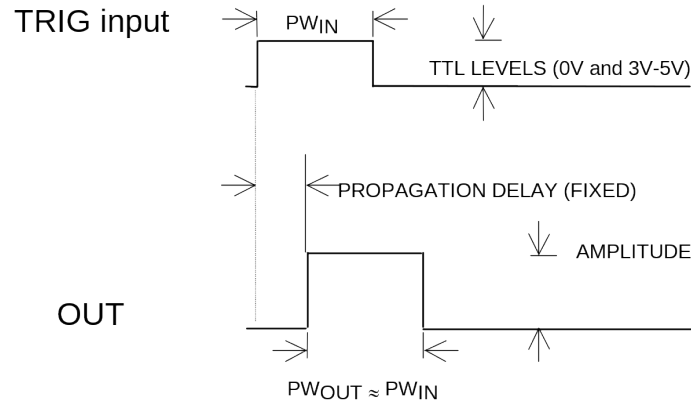 TRIG input
PWIN
TTL LEVELS (0V and 3V-5V)
PROPAGATION DELAY (FIXED)
AMPLITUDE
OUT
PWOUT ≈ PWIN